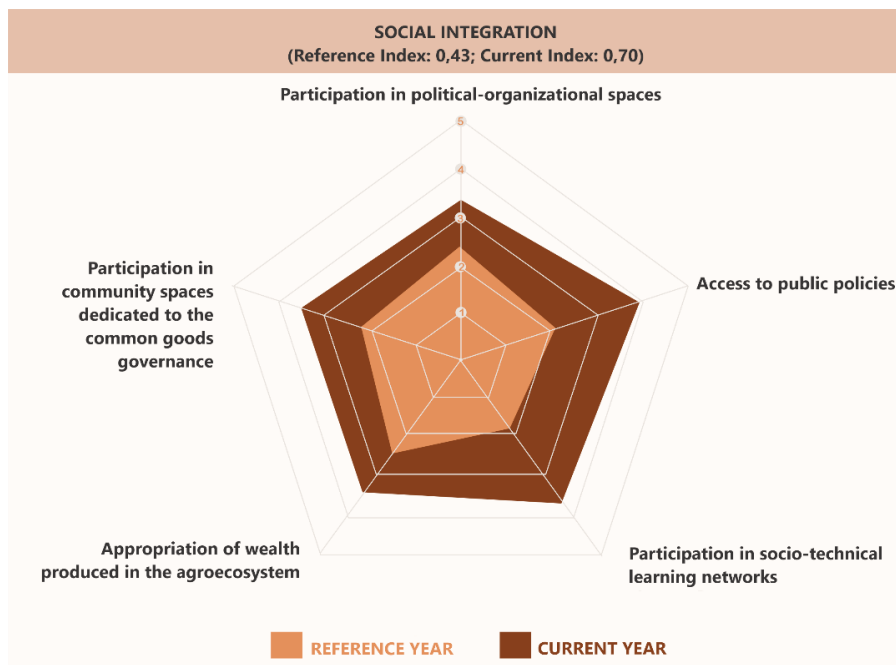 SOCIAL INTEGRATION
(Reference Index: 0,43; Current Index: 0,70)
Participation in political-organizational spaces
5
4
3
2
1
Participation in
community spaces
dedicated to the
common goods
governance
Access to public policies
Appropriation of wealth
produced in the agroecosystem
Participation in socio-technical
learning networks
REFERENCE YEAR
CURRENT YEAR